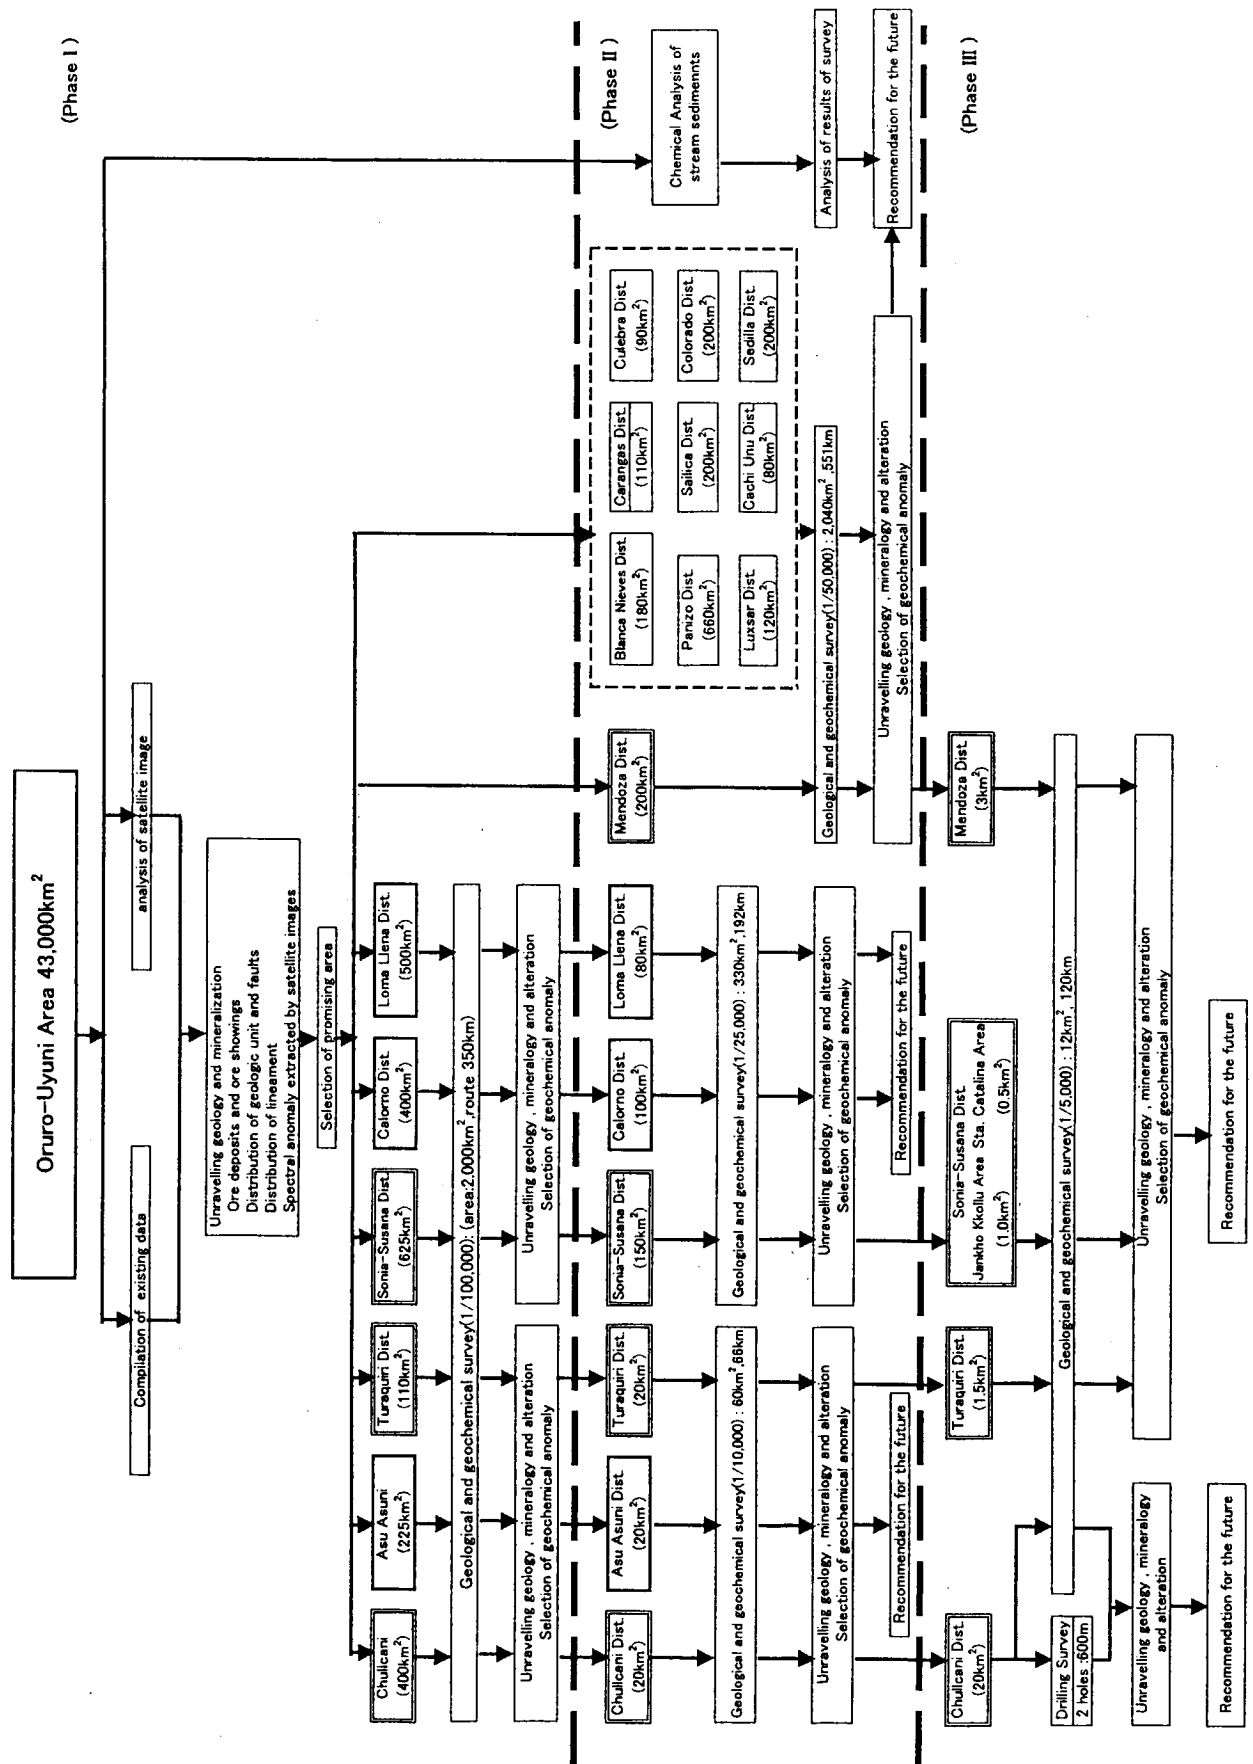 Oruro-Uyuni Area 43,000km²
(Phase I)
Compilation of existing data
analysis of satellite image
Unravelling geology and mineralization
Ore deposits and ore showings
Distribution of geologic unit and faults
Distribution of lineament
Spectral anomaly extracted by satellite images
Selection of promising area
Chullcani
(400km²)
Asu Asuni
(225km²)
Turaquiri Dist.
(110km²)
Sonia-Susana Dist.
(625km²)
Calorno Dist.
(400km²)
Loma Llena Dist.
(500km²)
Geological and geochemical survey(1/100,000): (area:2,000km²,route 350km)
Unravelling geology , mineralogy and alteration
Selection of geochemical anomaly
Unravelling geology , mineralogy and alteration
Selection of geochemical anomaly
(Phase II)
Chullcani Dist.
(20km²)
Asu Asuni Dist.
(20km²)
Turaquiri Dist.
(20km²)
Sonia-Susana Dist.
(150km²)
Calorno Dist.
(100km²)
Loma Llena Dist.
(80km²)
Mendoza Dist.
(200km²)
Blanca Nieves Dist.
(180km²)
Carangas Dist.
(110km²)
Culebra Dist.
(90km²)
Panizo Dist.
(660km²)
Sailica Dist.
(200km²)
Colorado Dist.
(200km²)
Luxsar Dist.
(120km²)
Cachi Unu Dist.
(80km²)
Sedilla Dist.
(200km²)
Chemical Analysis of
stream sedimennts
Geological and geochemical survey(1/10,000) : 60km²,66km
Geological and geochemical survey(1/25,000) : 330km²,192km
Geological and geochemical survey(1/50,000) : 2,040km²,551km
Analysis of results of survey
Unravelling geology , mineralogy and alteration
Selection of geochemical anomaly
Unravelling geology , mineralogy and alteration
Selection of geochemical anomaly
Unravelling geology , mineralogy and alteration
Selection of geochemical anomaly
Recommendation for the future
Recommendation for the future
Recommendation for the future
(Phase III)
Chullcani Dist.
(20km²)
Turaquiri Dist.
(1.5km²)
Sonia-Susana Dist.
Jankho Kkollu Area Sta. Catalina Area
(1.0km²) (0.5km²)
Mendoza Dist.
(3km²)
Drilling Survey
2 holes :600m
Geological and geochemical survey(1/5,000) : 12km², 120km
Unravelling geology , mineralogy
and alteration
Unravelling geology , mineralogy and alteration
Selection of geochemical anomaly
Recommendation for the future
Recommendation for the future